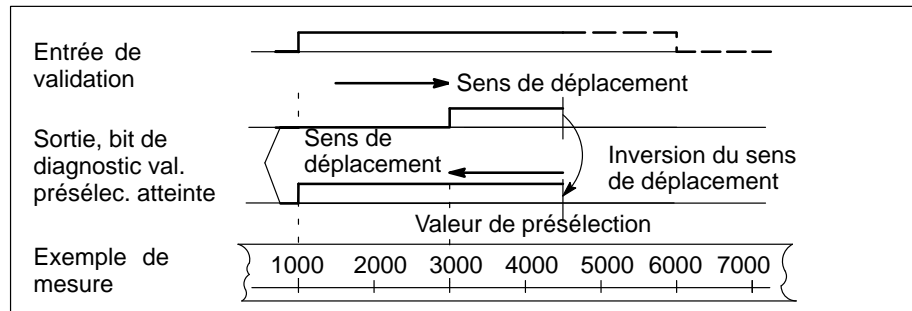 Entrée de
validation
Sens de déplacement
Sortie, bit de
diagnostic val.
présélec. atteinte
Sens de
déplacement
Inversion du sens
de déplacement
Valeur de présélection
Exemple de
mesure
1000 2000 3000 4000 5000 6000 7000